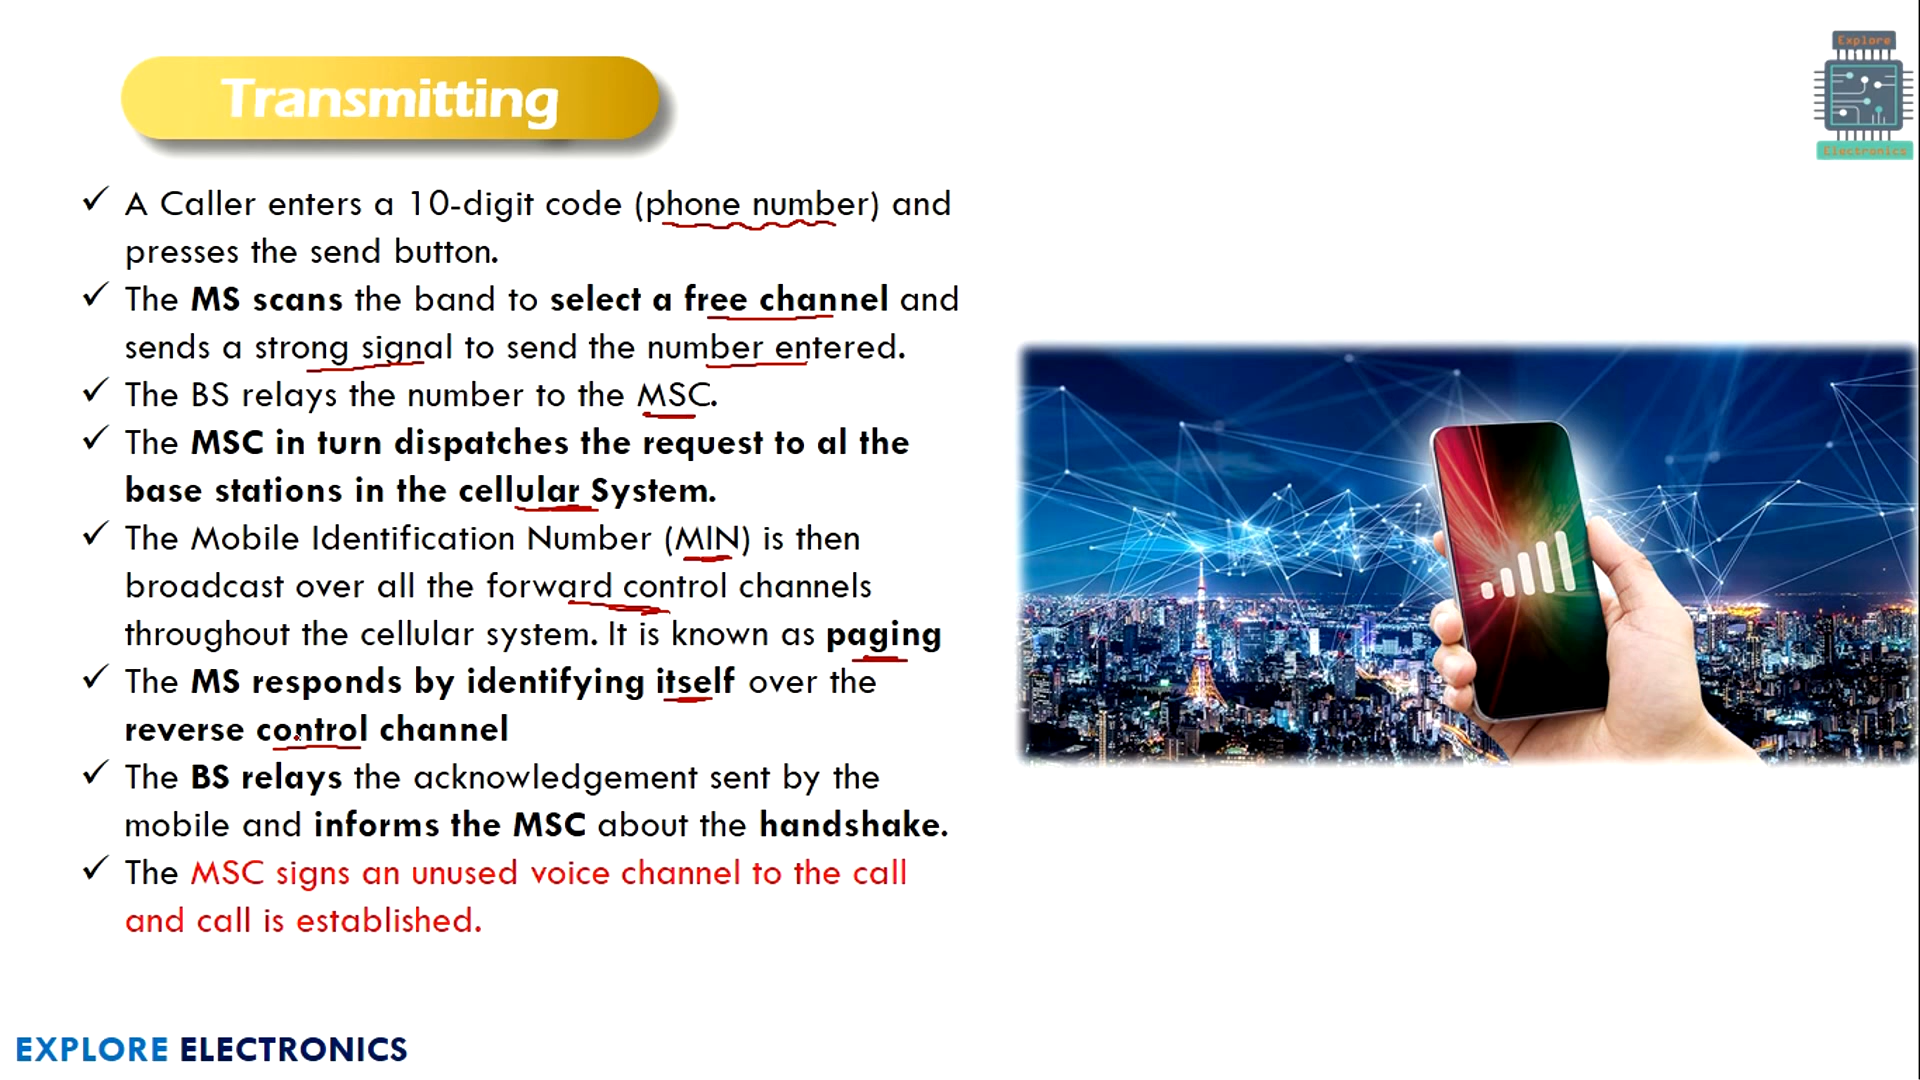 Transmitting
Explore
Electronics
✓ A Caller enters a 10-digit code (phone number) and
presses the send button.
✓ The MS scans the band to select a free channel and
sends a strong signal to send the number entered.
✓ The BS relays the number to the MSC.
✓ The MSC in turn dispatches the request to al the
base stations in the cellular System.
✓ The Mobile Identification Number (MIN) is then
broadcast over all the forward control channels
throughout the cellular system. It is known as paging
✓ The MS responds by identifying itself over the
reverse control channel
✓ The BS relays the acknowledgement sent by the
mobile and informs the MSC about the handshake.
✓ The MSC signs an unused voice channel to the call
and call is established.
EXPLORE ELECTRONICS